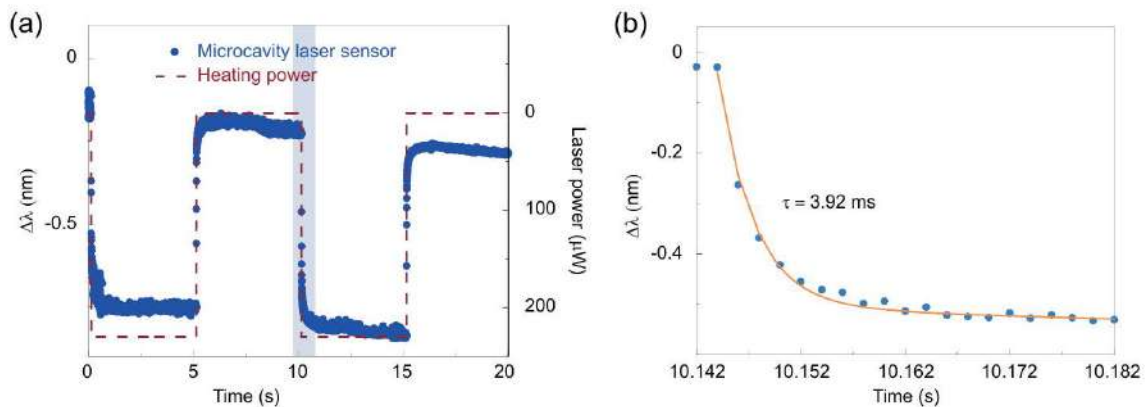 (a)
0
-0.5
Δλ (nm)
Microcavity laser sensor
Heating power
0
100
200
Laser power (μW)
0
5
10
15
20
Time (s)
(b)
0
-0.2
-0.4
Δλ (nm)
τ = 3.92 ms
10.142
10.152
10.162
10.172
10.182
Time (s)